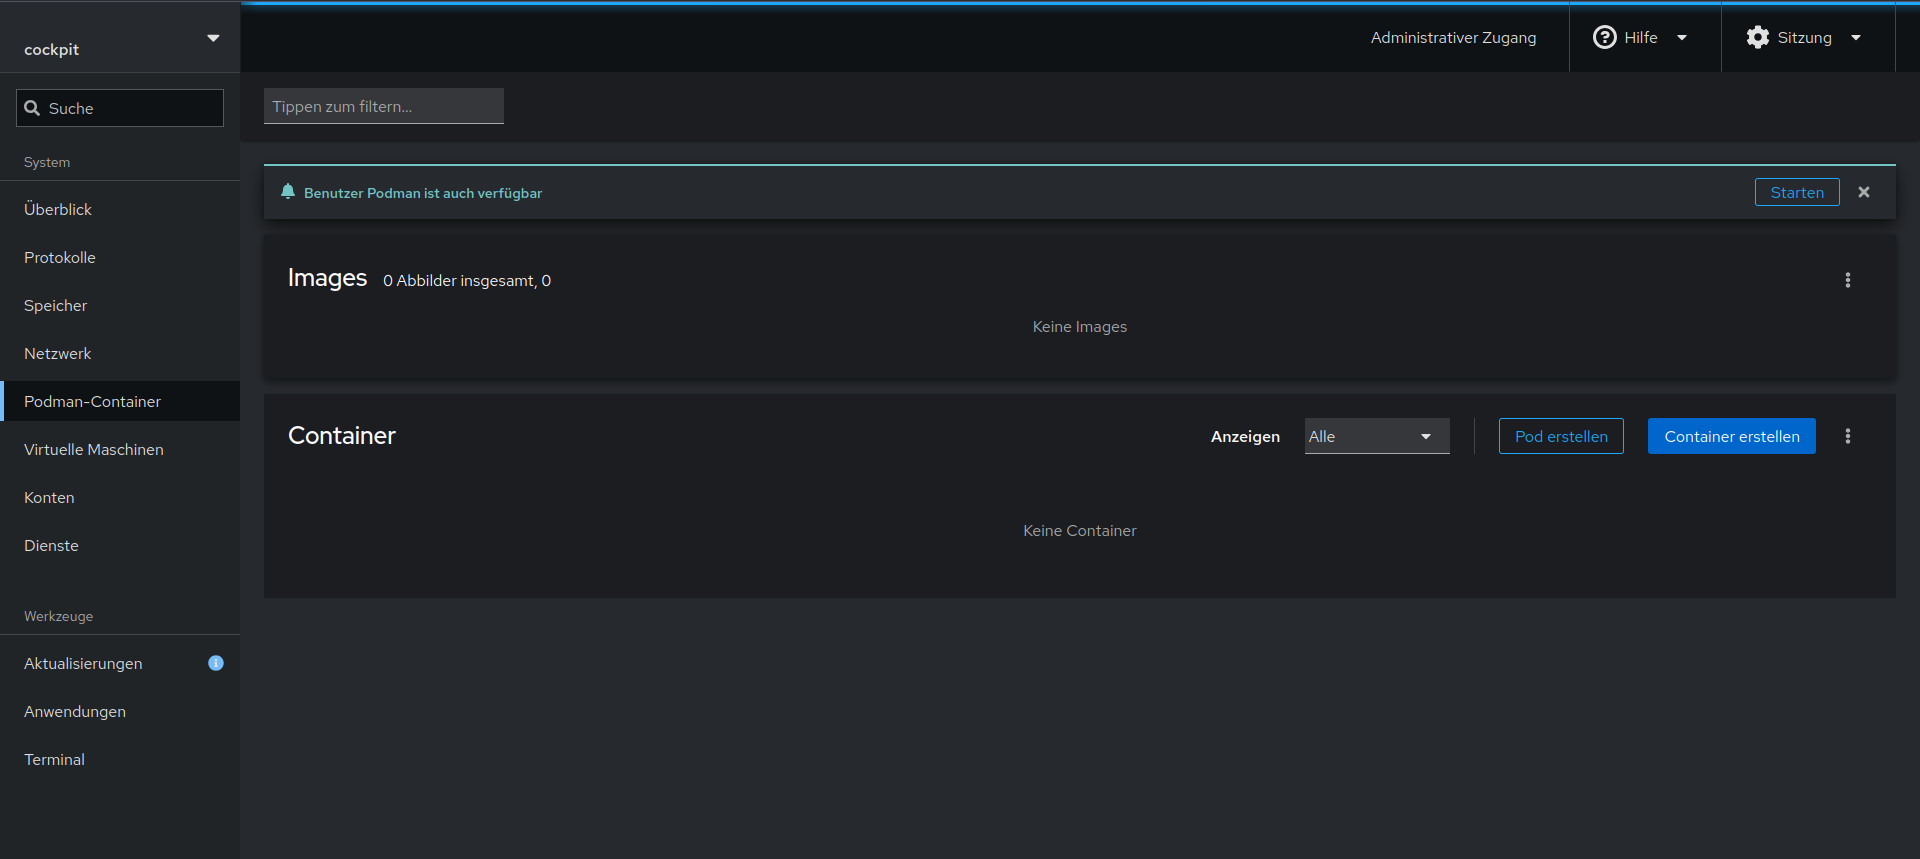 cockpit
Administrativer Zugang
Hilfe
Sitzung
Suche
Tippen zum filtern...
System
Überblick
Protokolle
Speicher
Netzwerk
Podman-Container
Virtuelle Maschinen
Konten
Dienste
Werkzeuge
Aktualisierungen
Anwendungen
Terminal
Benutzer Podman ist auch verfügbar
Starten
Images 0 Abbilder insgesamt, 0
Keine Images
Container
Anzeigen Alle
Pod erstellen
Container erstellen
Keine Container